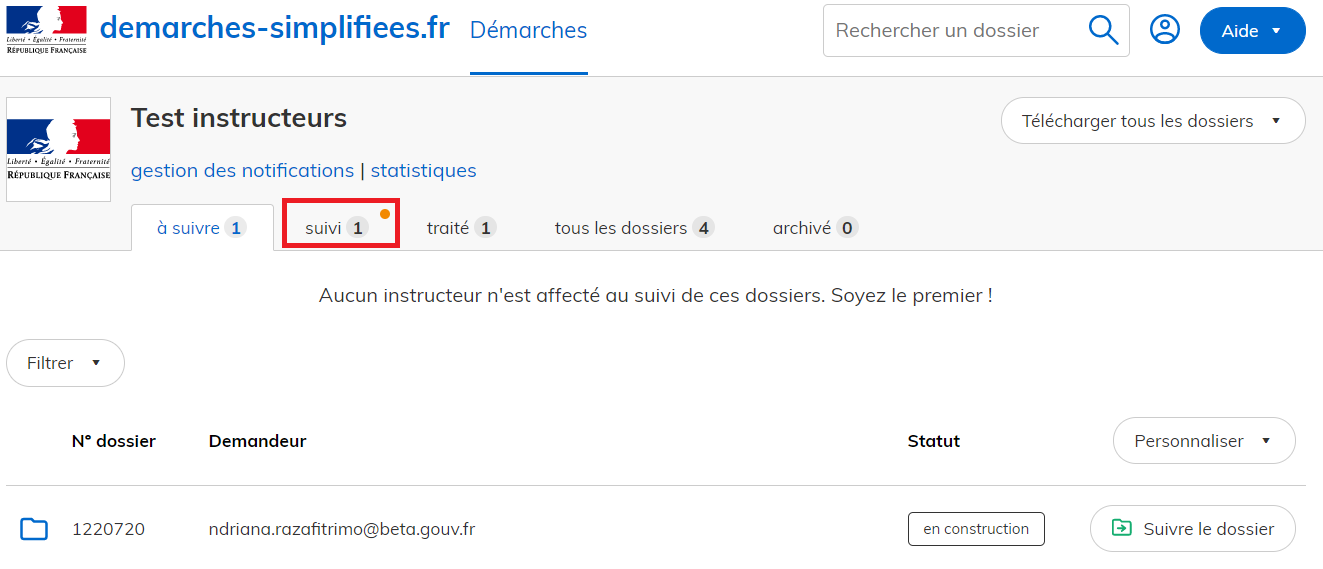 demarches-simplifiees.fr Démarches Rechercher un dossier Aide
Liberté • Égalité • Fraternité
RÉPUBLIQUE FRANÇAISE
Test instructeurs Télécharger tous les dossiers
Liberté • Égalité • Fraternité
RÉPUBLIQUE FRANÇAISE
gestion des notifications | statistiques
à suivre 1 suivi 1 traité 1 tous les dossiers 4 archivé 0
Aucun instructeur n'est affecté au suivi de ces dossiers. Soyez le premier !
Filtrer
N° dossier Demandeur Statut Personnaliser
1220720 ndriana.razafitrimo@beta.gouv.fr en construction Suivre le dossier